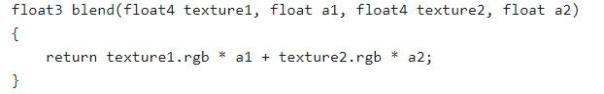 float3 blend(float4 texture1, float a1, float4 texture2, float a2)
{
    return texture1.rgb * a1 + texture2.rgb * a2;
}